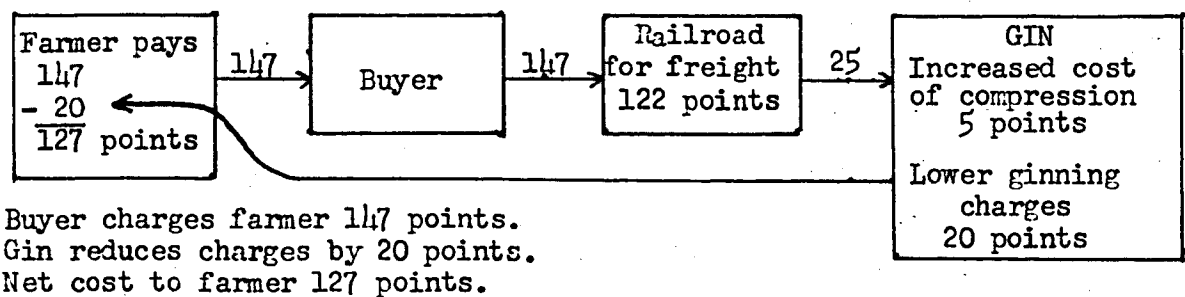 Farmer pays
147
- 20
127 points
147
Buyer
147
Railroad
for freight
122 points
25
GIN
Increased cost
of compression
5 points
Lower ginning
charges
20 points
Buyer charges farmer 147 points.
Gin reduces charges by 20 points.
Net cost to farmer 127 points.